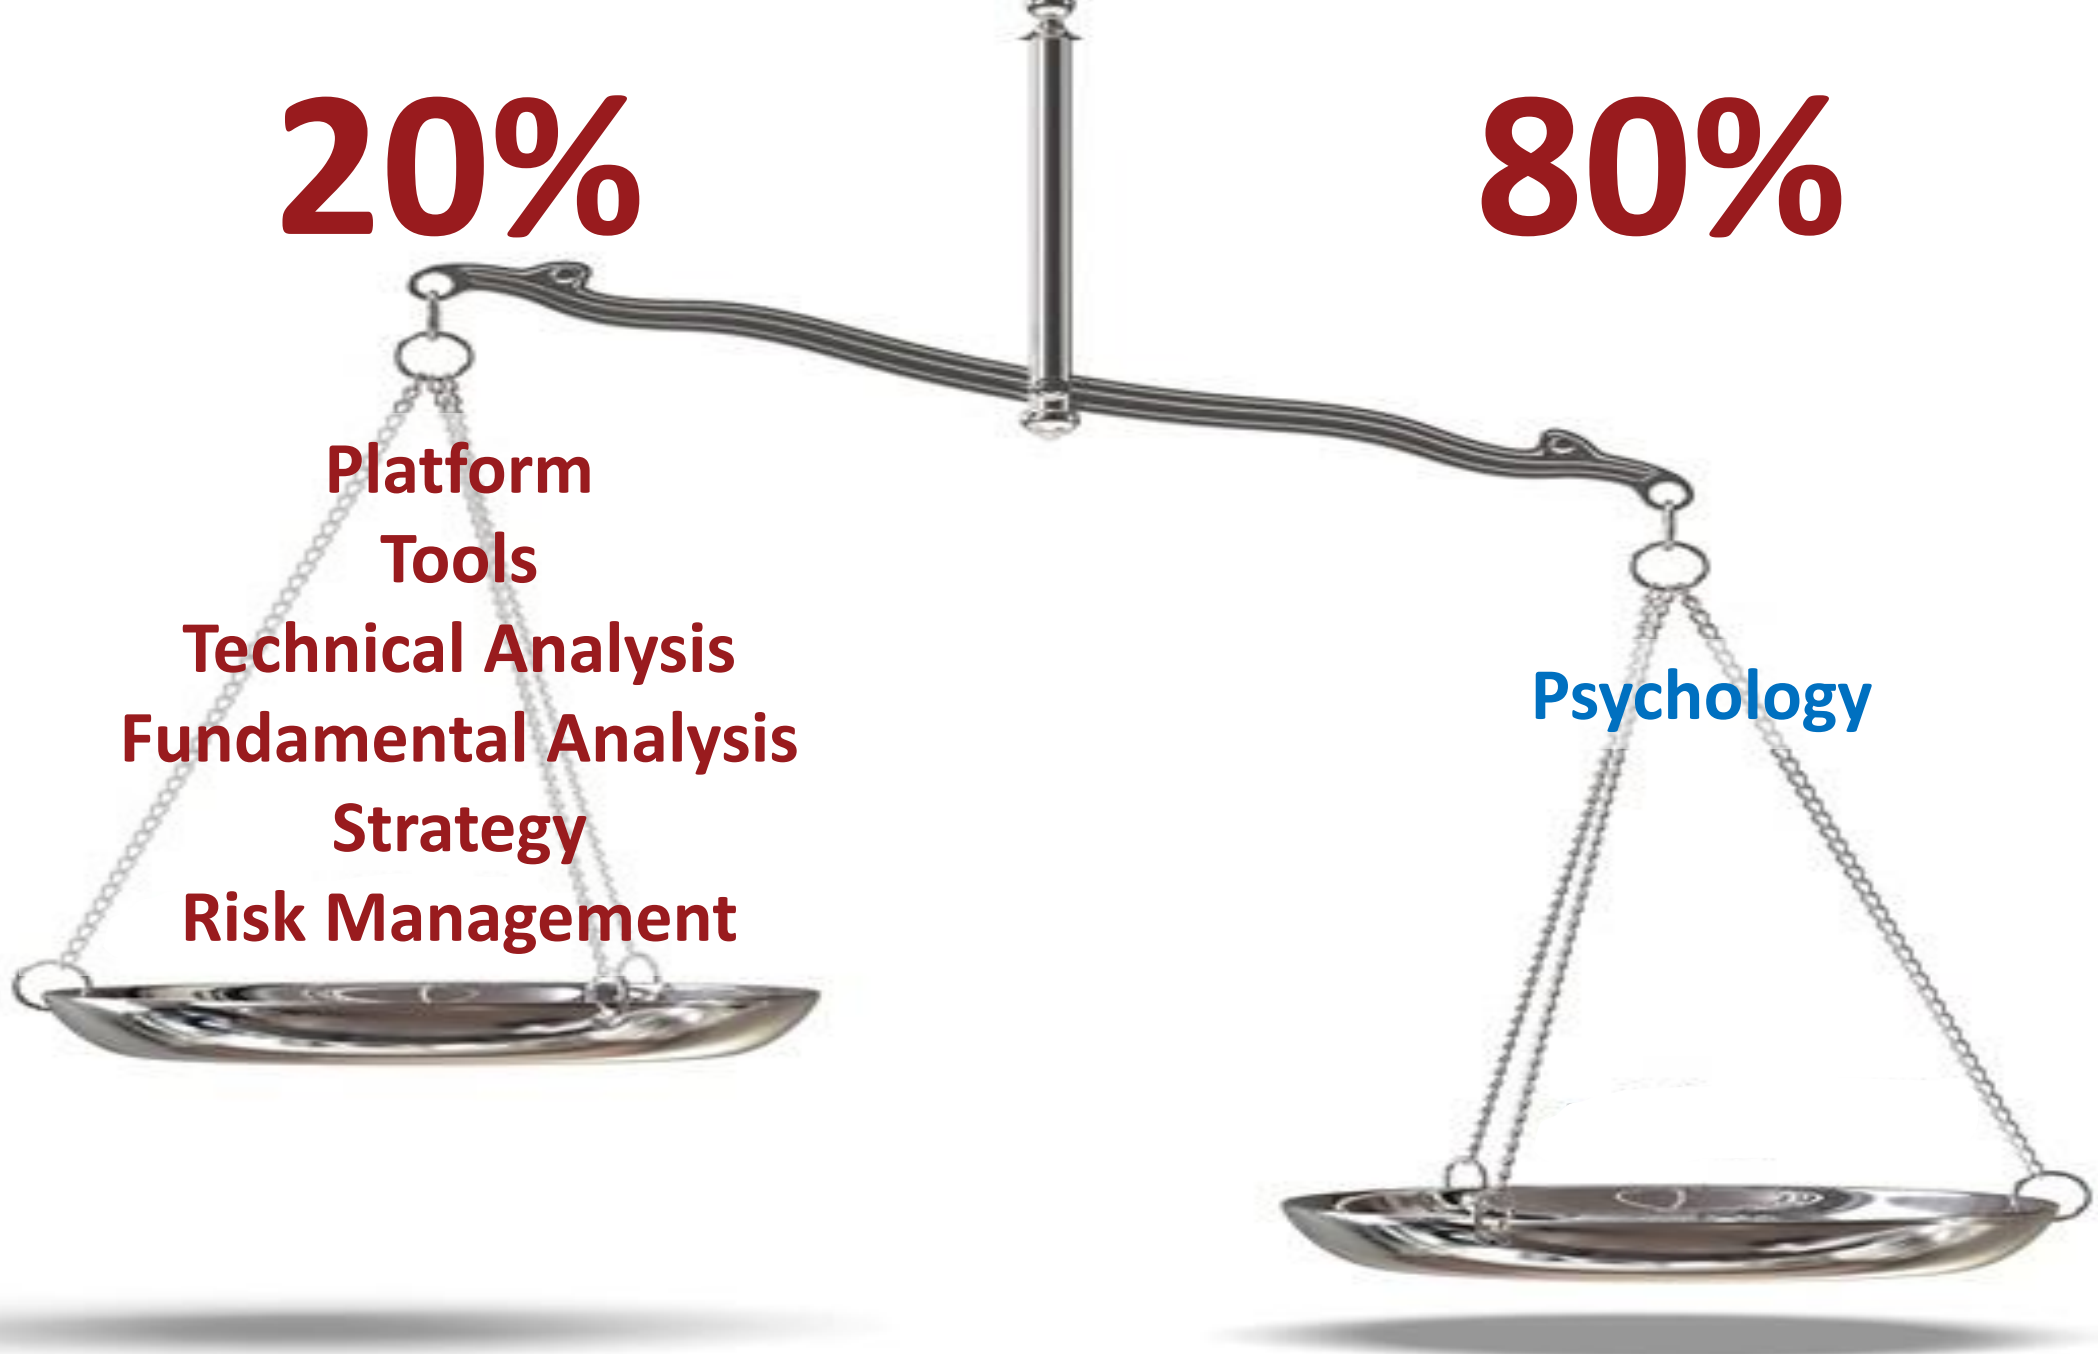 20%
80%
Platform
Tools
Technical Analysis
Fundamental Analysis
Strategy
Risk Management
Psychology